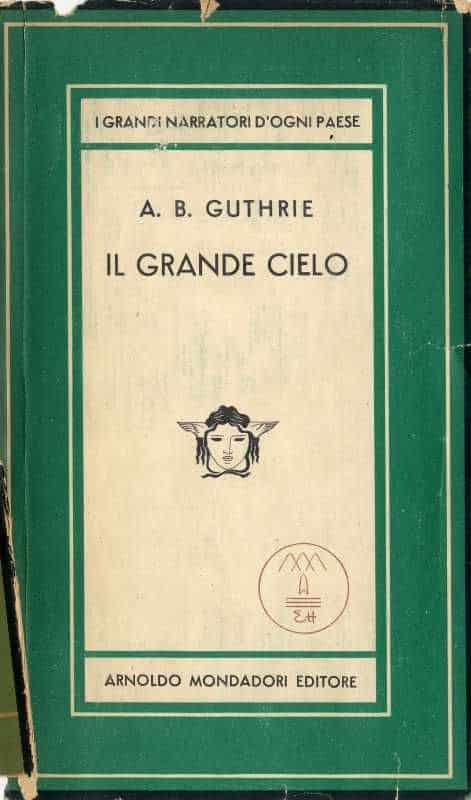 I GRANDI NARRATORI D'OGNI PAESE
A. B. GUTHRIE
IL GRANDE CIELO
ARNOLDO MONDADORI EDITORE